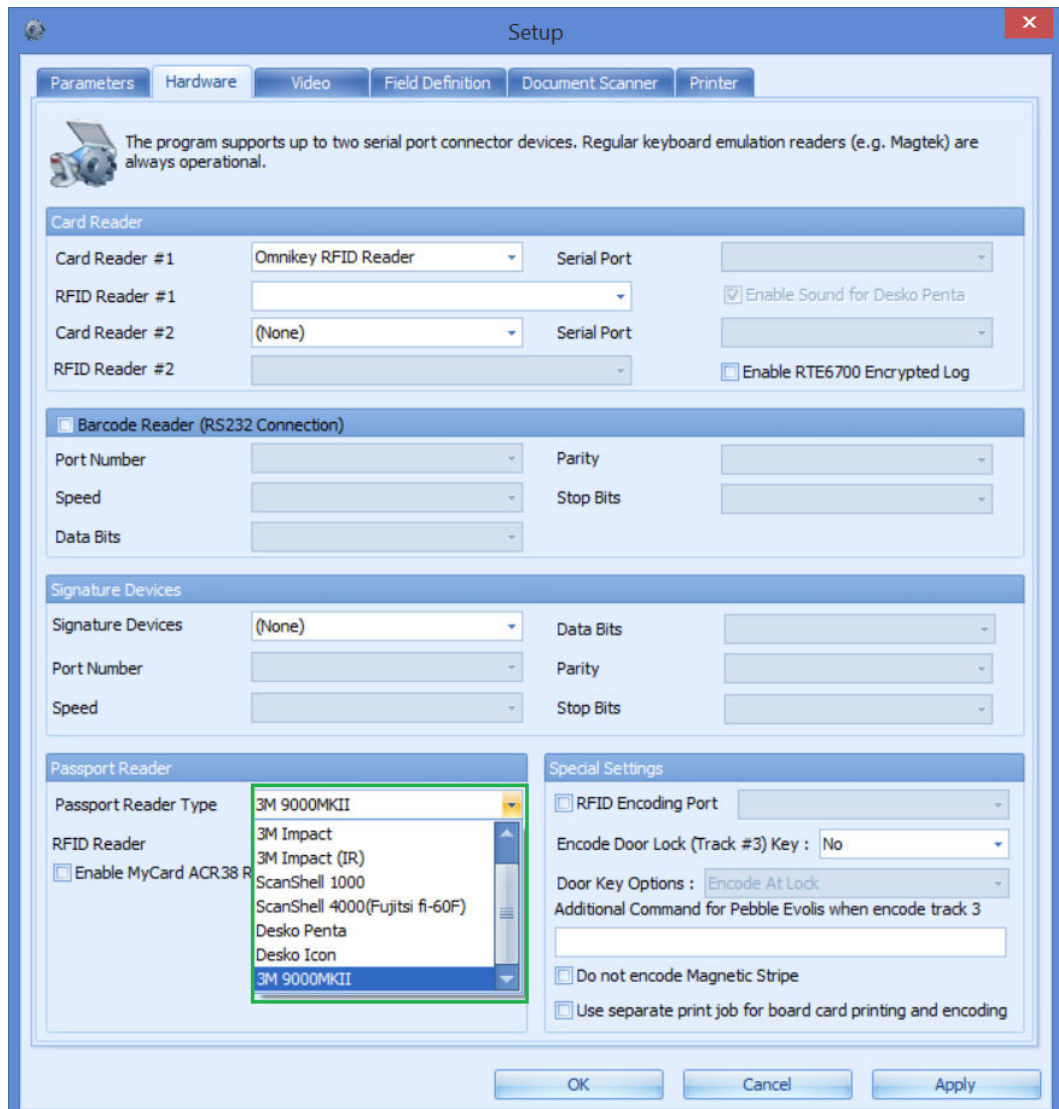 Setup
Parameters Hardware Video Field Definition Document Scanner Printer
The program supports up to two serial port connector devices. Regular keyboard emulation readers (e.g. Magtek) are
always operational.
Card Reader
Card Reader #1 Omnikey RFID Reader Serial Port
RFID Reader #1 Enable Sound for Desko Penta
Card Reader #2 (None) Serial Port
RFID Reader #2 Enable RTE6700 Encrypted Log
Barcode Reader (RS232 Connection)
Port Number Parity
Speed Stop Bits
Data Bits
Signature Devices
Signature Devices (None) Data Bits
Port Number Parity
Speed Stop Bits
Passport Reader
Passport Reader Type 3M 9000MKII
RFID Reader
Enable MyCard ACR38 R
3M Impact
3M Impact (IR)
ScanShell 1000
ScanShell 4000(Fujitsi fi-60F)
Desko Penta
Desko Icon
3M 9000MKII
Special Settings
RFID Encoding Port
Encode Door Lock (Track #3) Key : No
Door Key Options : Encode At Lock
Additional Command for Pebble Evolis when encode track 3
Do not encode Magnetic Stripe
Use separate print job for board card printing and encoding
OK Cancel Apply